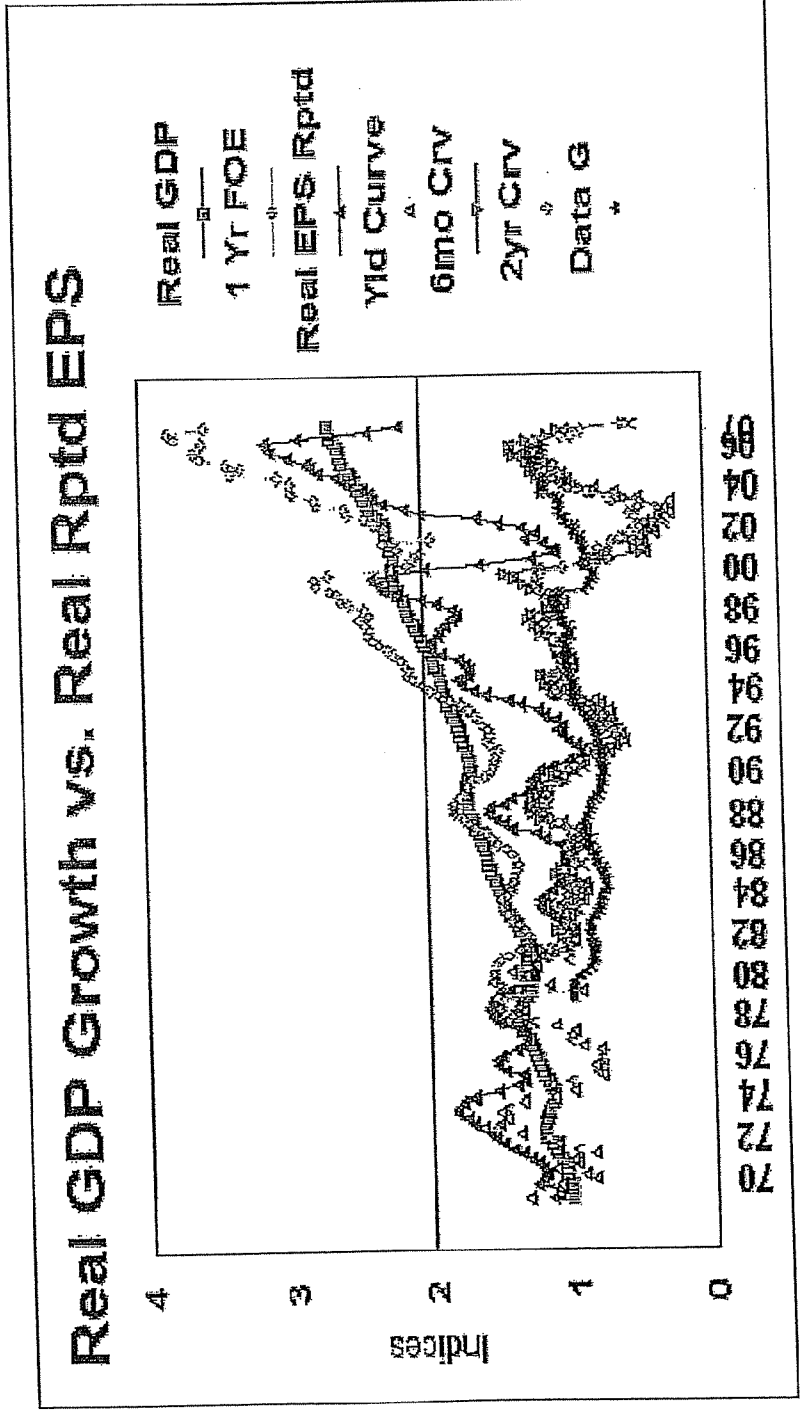 Real GDP Growth vs. Real Rptd EPS
Indices
4
3
2
1
0
70
72
74
76
78
80
82
84
86
88
90
92
94
96
98
00
02
04
06
07
Real GDP
1 Yr FOE
Real EPS Rptd
Yld Curve
6mo Crv
2yr Crv
Data G